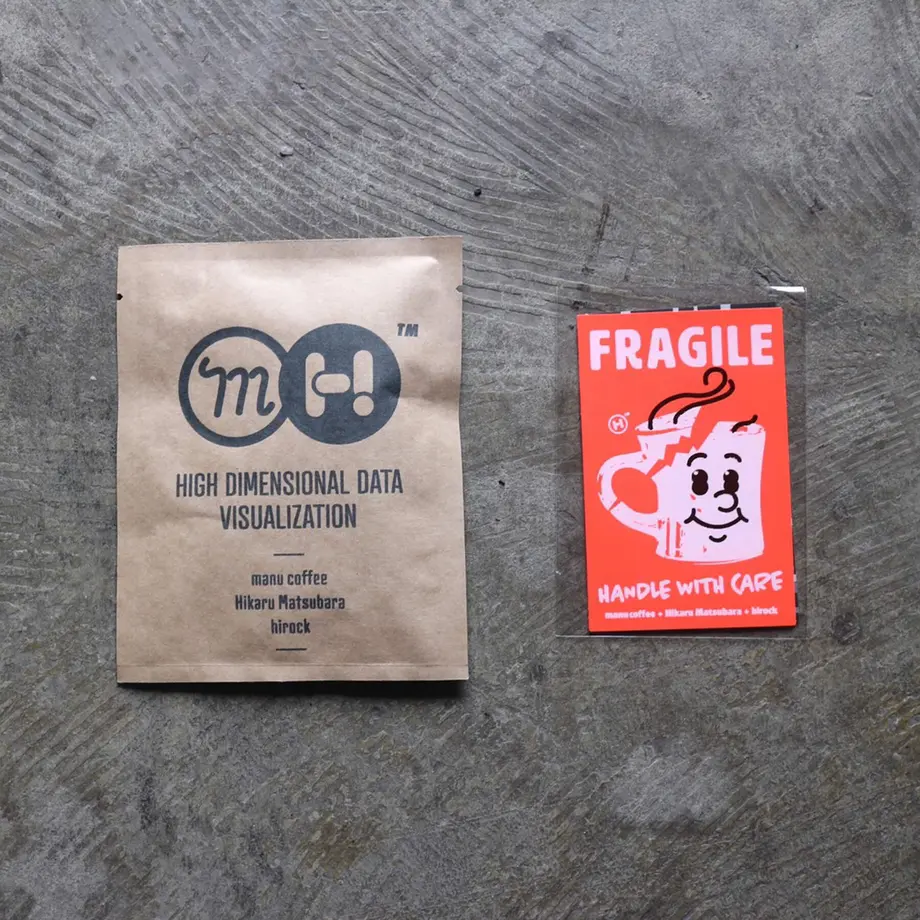 m H!
TM
HIGH DIMENSIONAL DATA
VISUALIZATION
manu coffee
Hikaru Matsubara
hirock
FRAGILE
H
HANDLE WITH CARE
manu coffee + Hikaru Matsubara + hirock